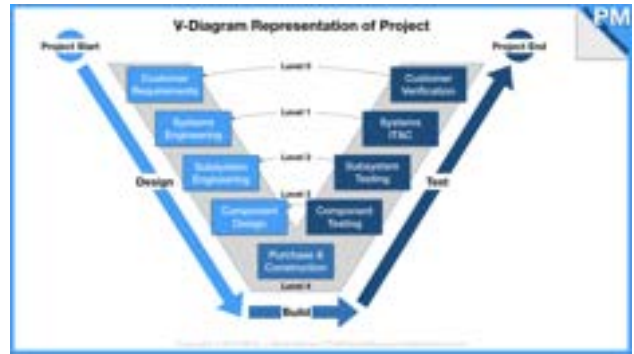 V-Diagram Representation of Project
PM
Project Start
Project End
Customer
Requirements
Level 0
Customer
Verification
Systems
Engineering
Level 1
Systems
IT&C
Subsystem
Engineering
Level 2
Subsystem
Testing
Design
Test
Component
Design
Level 3
Component
Testing
Purchase &
Construction
Level 4
Build